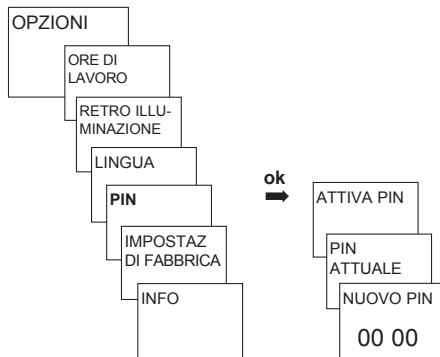 OPZIONI
ORE DI
LAVORO
RETRO ILLU-
MINAZIONE
LINGUA
PIN
IMPOSTAZ
DI FABBRICA
INFO
ok
ATTIVA PIN
PIN
ATTUALE
NUOVO PIN
00 00